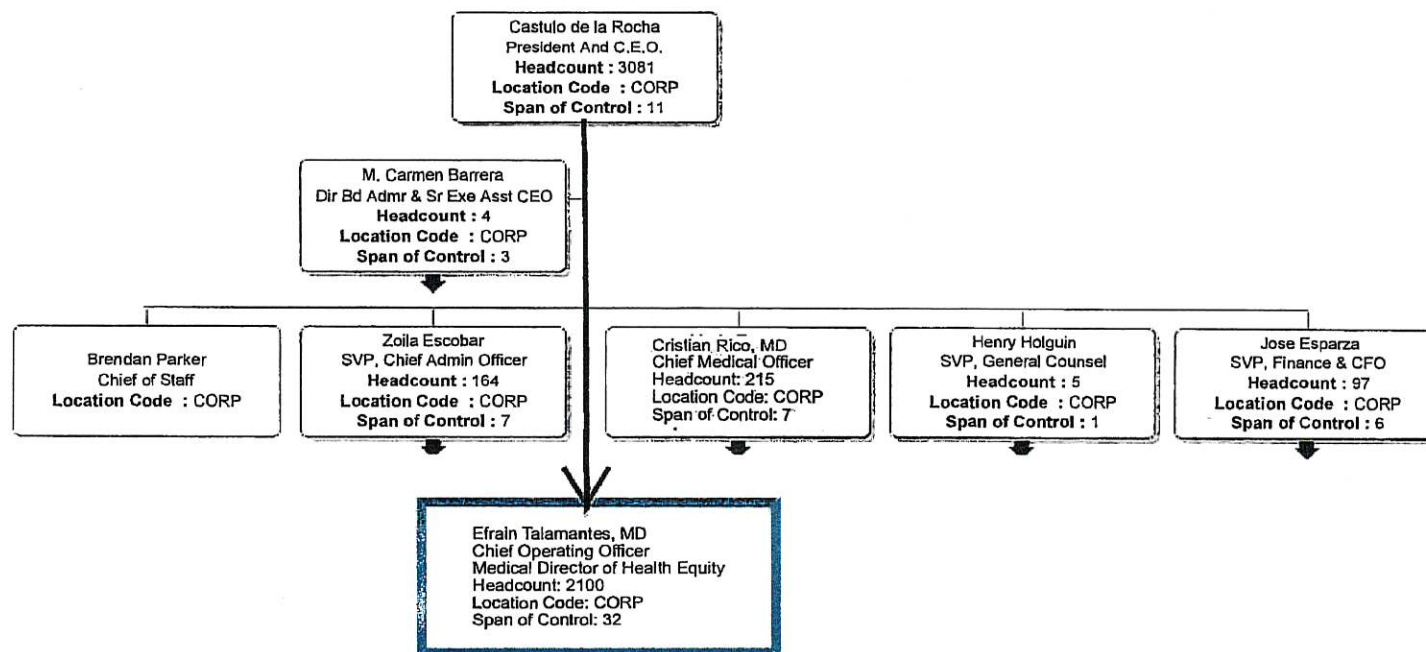 Castulo de la Rocha
President And C.E.O.
Headcount : 3081
Location Code : CORP
Span of Control : 11
M. Carmen Barrera
Dir Bd Admr & Sr Exe Asst CEO
Headcount : 4
Location Code : CORP
Span of Control : 3
Brendan Parker
Chief of Staff
Location Code : CORP
Zoila Escobar
SVP, Chief Admin Officer
Headcount : 164
Location Code : CORP
Span of Control : 7
Cristian Rico, MD
Chief Medical Officer
Headcount: 215
Location Code: CORP
Span of Control: 7
Henry Holguin
SVP, General Counsel
Headcount : 5
Location Code : CORP
Span of Control : 1
Jose Esparza
SVP, Finance & CFO
Headcount : 97
Location Code : CORP
Span of Control : 6
Efrain Talamantes, MD
Chief Operating Officer
Medical Director of Health Equity
Headcount: 2100
Location Code: CORP
Span of Control: 32